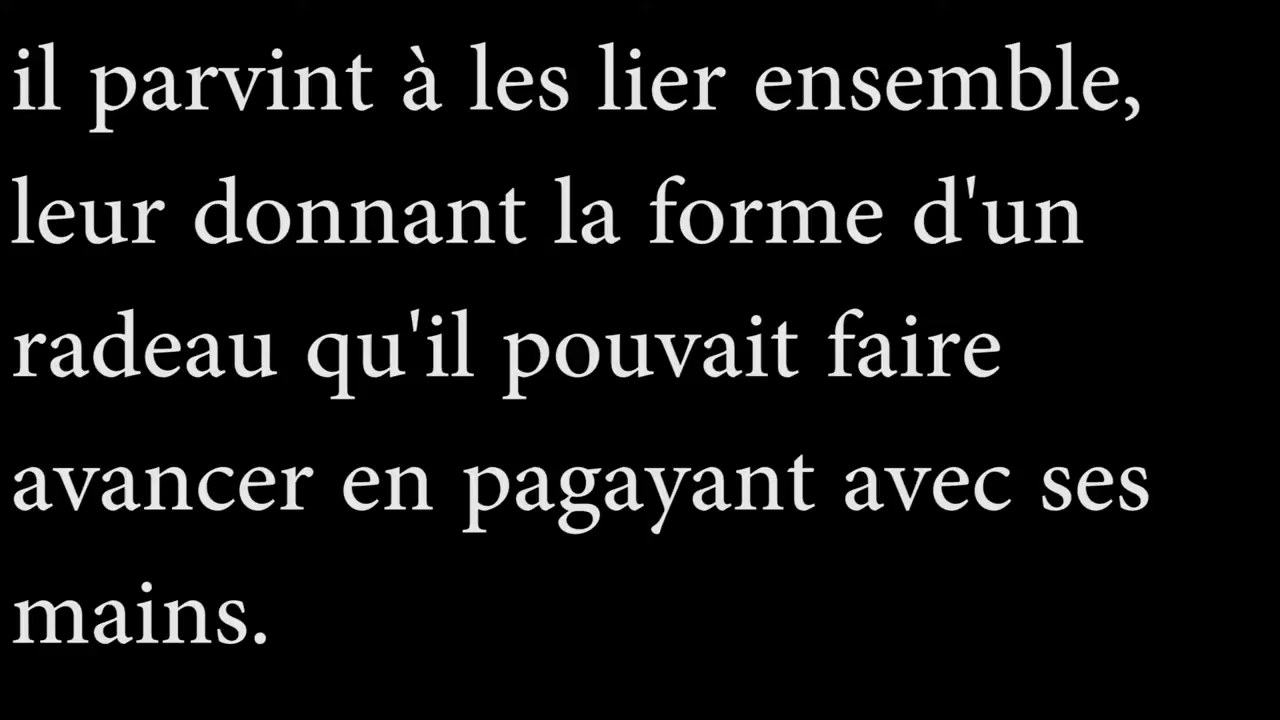 il parvint à les lier ensemble,
leur donnant la forme d'un
radeau qu'il pouvait faire
avancer en pagayant avec ses
mains.